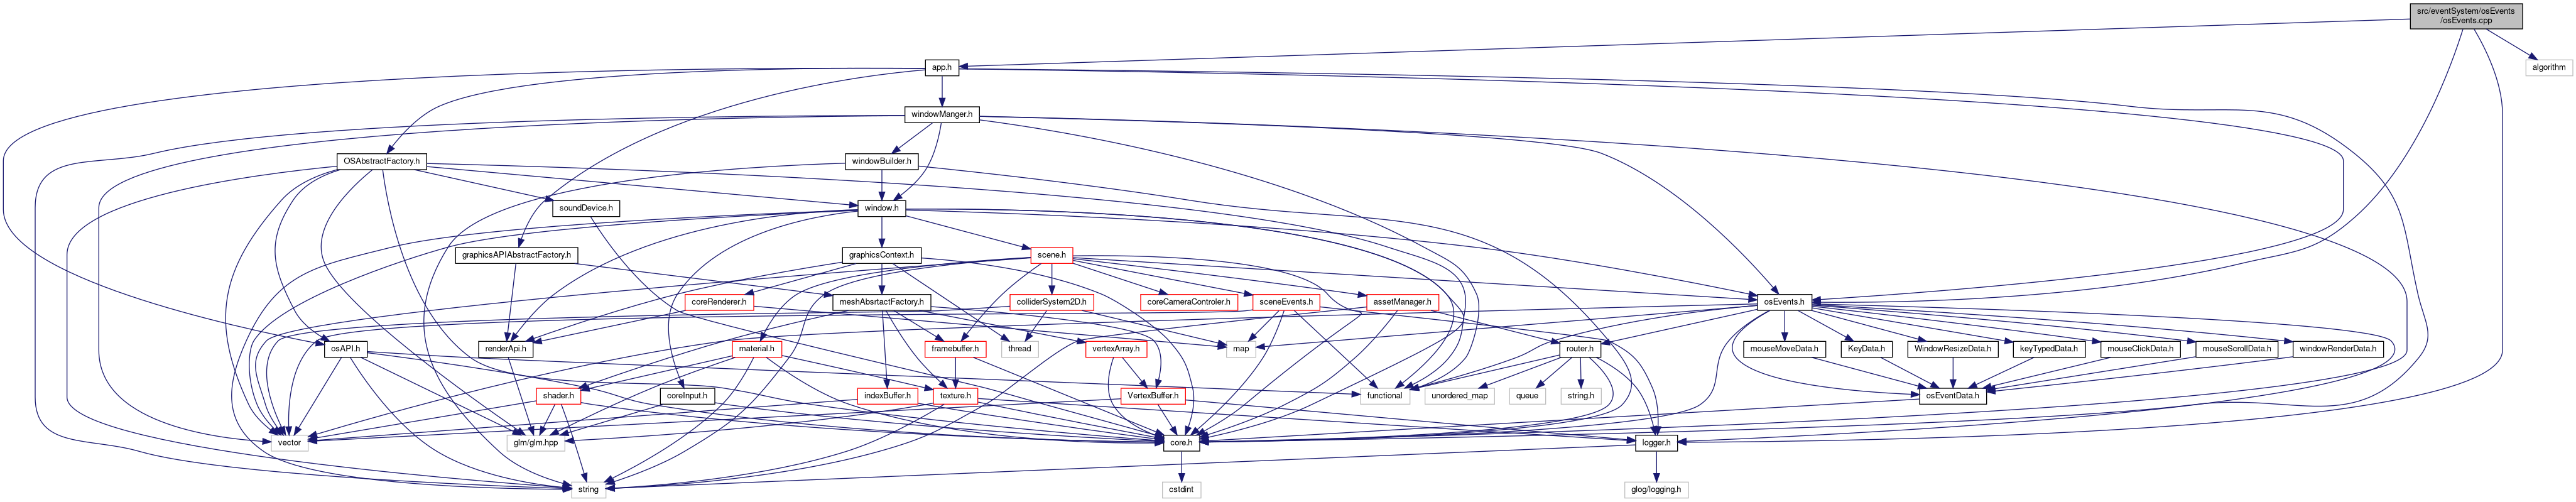 src/eventSystem/osEvents
/osEvents.cpp
app.h
algorithm
windowManger.h
OSAbstractFactory.h
windowBuilder.h
soundDevice.h
window.h
graphicsAPIAbstractFactory.h
graphicsContext.h
scene.h
coreRenderer.h
meshAbsrtactFactory.h
colliderSystem2D.h
coreCameraControler.h
sceneEvents.h
assetManager.h
osEvents.h
osAPI.h
renderApi.h
material.h
framebuffer.h
thread
vertexArray.h
map
router.h
mouseMoveData.h
KeyData.h
WindowResizeData.h
keyTypedData.h
mouseClickData.h
mouseScrollData.h
windowRenderData.h
shader.h
coreInput.h
indexBuffer.h
texture.h
VertexBuffer.h
functional
unordered_map
queue
string.h
osEventData.h
vector
glm/glm.hpp
core.h
logger.h
string
cstdint
glog/logging.h